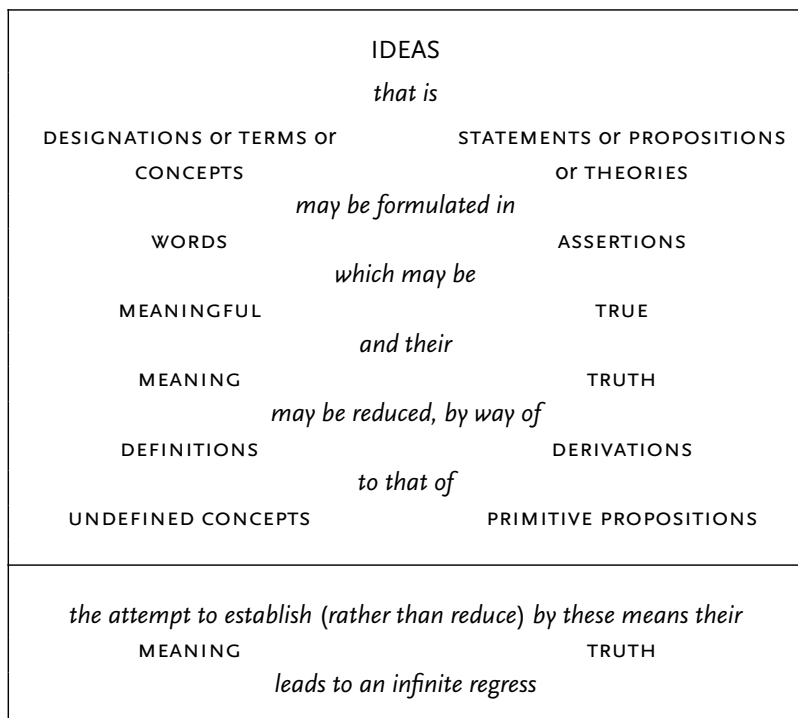 IDEAS
that is
DESIGNATIONS or TERMS or STATEMENTS or PROPOSITIONS
CONCEPTS or THEORIES
may be formulated in
WORDS ASSERTIONS
which may be
MEANINGFUL TRUE
and their
MEANING TRUTH
may be reduced, by way of
DEFINITIONS DERIVATIONS
to that of
UNDEFINED CONCEPTS PRIMITIVE PROPOSITIONS
the attempt to establish (rather than reduce) by these means their
MEANING TRUTH
leads to an infinite regress